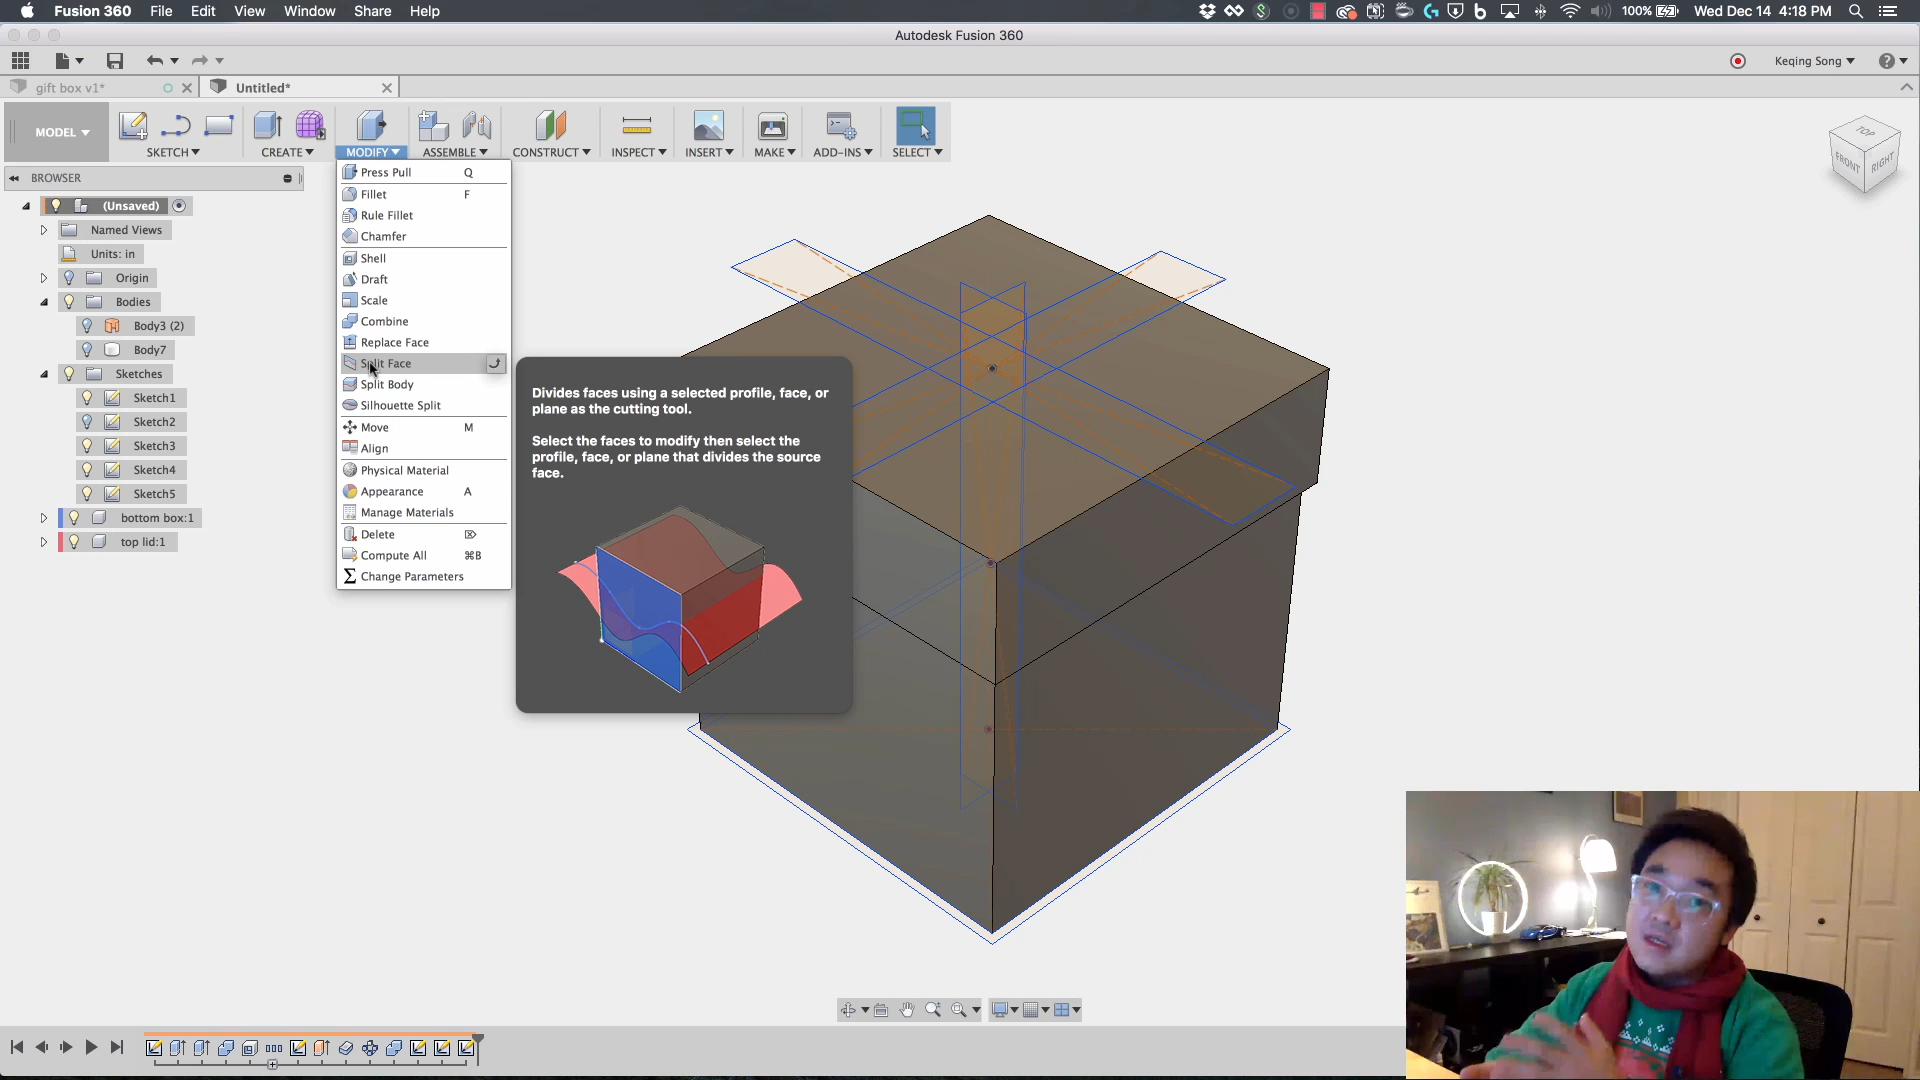 Fusion 360 File Edit View Window Share Help
100% Wed Dec 14 4:18 PM
Autodesk Fusion 360
Keqing Song
gift box v1* Untitled*
MODEL
SKETCH CREATE MODIFY ASSEMBLE CONSTRUCT INSPECT INSERT MAKE ADD-INS SELECT
TOP
FRONT
RIGHT
BROWSER
(Unsaved)
Named Views
Units: in
Origin
Bodies
Body3 (2)
Body7
Sketches
Sketch1
Sketch2
Sketch3
Sketch4
Sketch5
bottom box:1
top lid:1
Press Pull Q
Fillet F
Rule Fillet
Chamfer
Shell
Draft
Scale
Combine
Replace Face
Split Face
Split Body
Silhouette Split
Move M
Align
Physical Material
Appearance A
Manage Materials
Delete ⌦
Compute All ⌘B
Change Parameters
Divides faces using a selected profile, face, or
plane as the cutting tool.
Select the faces to modify then select the
profile, face, or plane that divides the source
face.